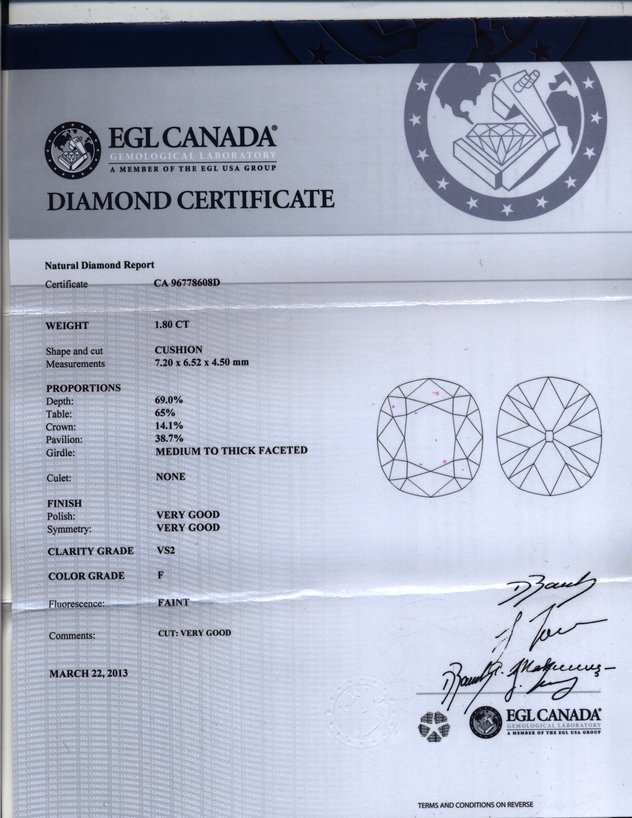 EGL CANADA®
GEMOLOGICAL LABORATORY
A MEMBER OF THE EGL USA GROUP
DIAMOND CERTIFICATE
Natural Diamond Report
Certificate CA 96778608D
WEIGHT 1.80 CT
Shape and cut CUSHION
Measurements 7.20 x 6.52 x 4.50 mm
PROPORTIONS
Depth: 69.0%
Table: 65%
Crown: 14.1%
Pavilion: 38.7%
Girdle: MEDIUM TO THICK FACETED
Culet: NONE
FINISH
Polish: VERY GOOD
Symmetry: VERY GOOD
CLARITY GRADE VS2
COLOR GRADE F
Fluorescence: FAINT
Comments: CUT: VERY GOOD
MARCH 22, 2013
EGL CANADA®
GEMOLOGICAL LABORATORY
A MEMBER OF THE EGL USA GROUP
TERMS AND CONDITIONS ON REVERSE